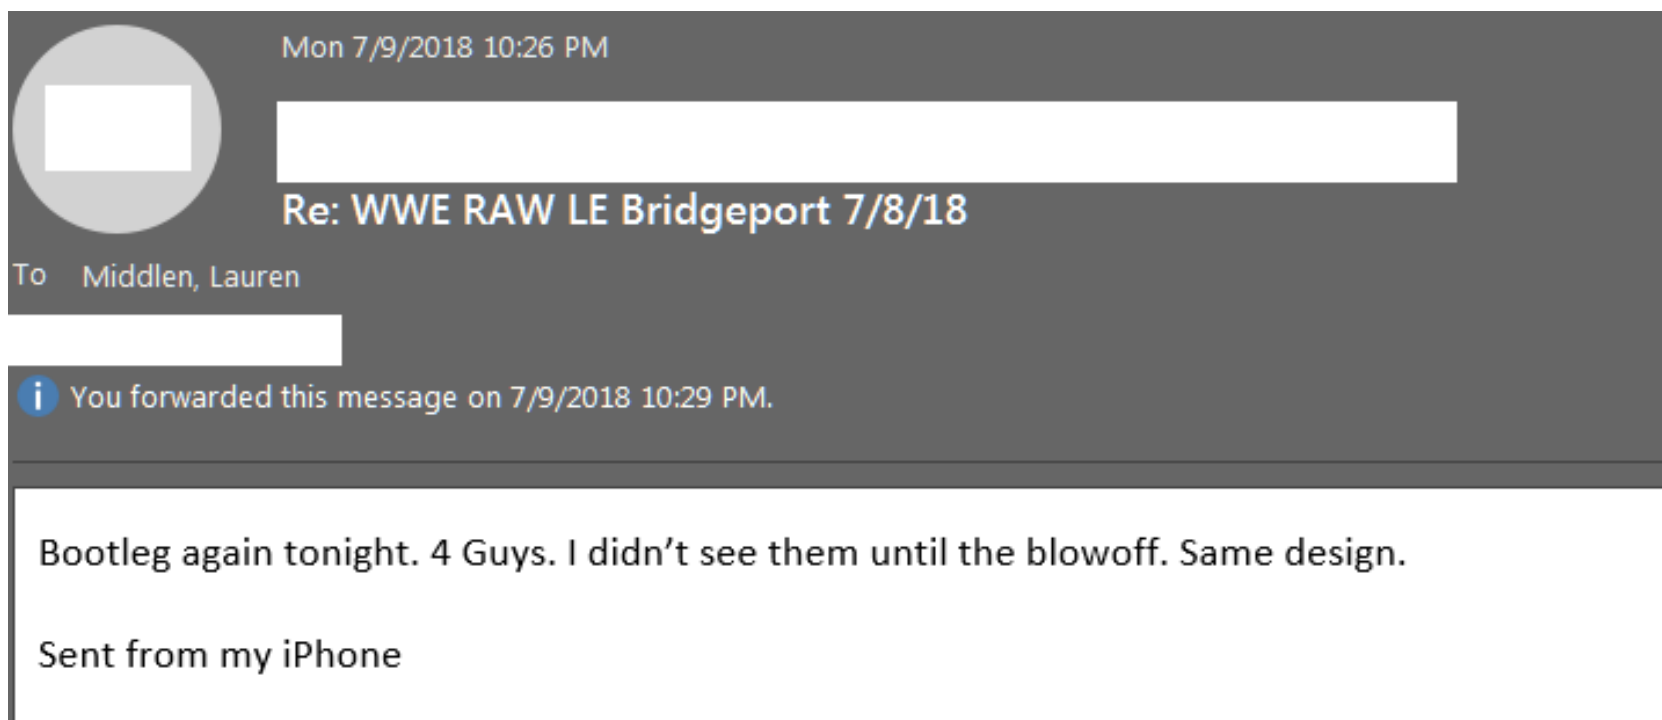 Mon 7/9/2018 10:26 PM
Re: WWE RAW LE Bridgeport 7/8/18
To Middlen, Lauren
i You forwarded this message on 7/9/2018 10:29 PM.
Bootleg again tonight. 4 Guys. I didn’t see them until the blowoff. Same design.
Sent from my iPhone